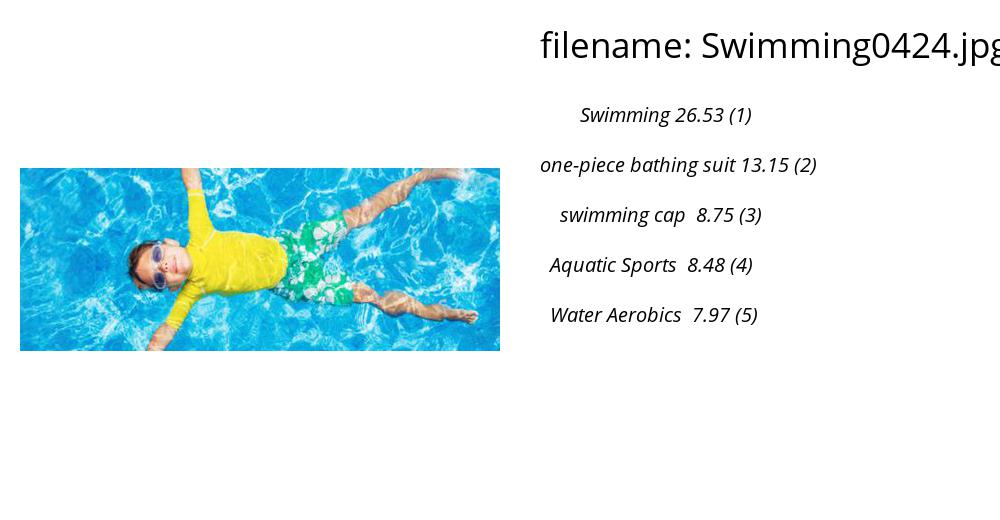 filename: Swimming0424.jpg
Swimming 26.53 (1)
one-piece bathing suit 13.15 (2)
swimming cap 8.75 (3)
Aquatic Sports 8.48 (4)
Water Aerobics 7.97 (5)